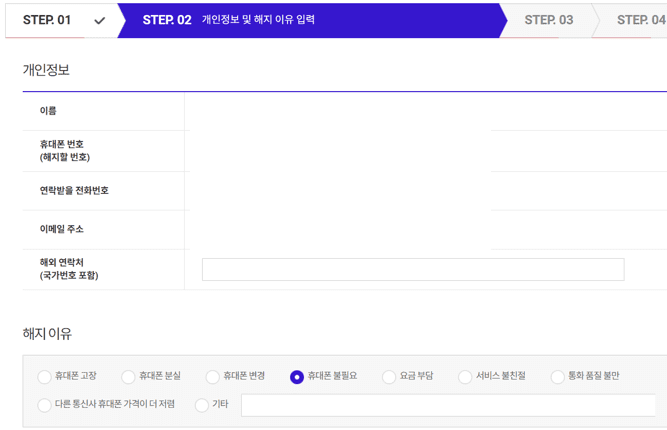 STEP. 01
STEP. 02 개인정보 및 해지 이유 입력
STEP. 03
STEP. 04
개인정보
이름
휴대폰 번호
(해지할 번호)
연락받을 전화번호
이메일 주소
해외 연락처
(국가번호 포함)
해지 이유
휴대폰 고장 휴대폰 분실 휴대폰 변경 휴대폰 불필요 요금 부담 서비스 불친절 통화 품질 불만
다른 통신사 휴대폰 가격이 더 저렴 기타